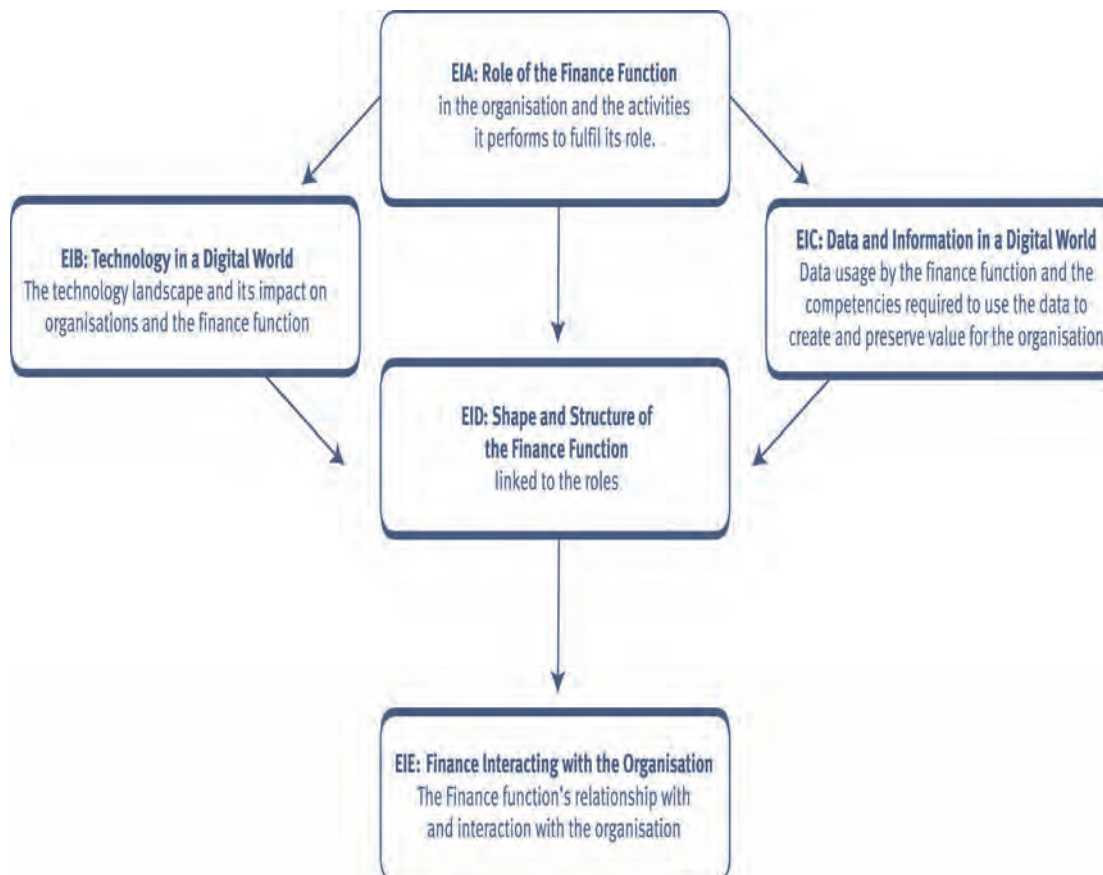 EIA: Role of the Finance Function
in the organisation and the activities
it performs to fulfil its role.
EIB: Technology in a Digital World
The technology landscape and its impact on
organisations and the finance function
EIC: Data and Information in a Digital World
Data usage by the finance function and the
competencies required to use the data to
create and preserve value for the organisation
EID: Shape and Structure of
the Finance Function
linked to the roles
EIE: Finance Interacting with the Organisation
The Finance function's relationship with
and interaction with the organisation